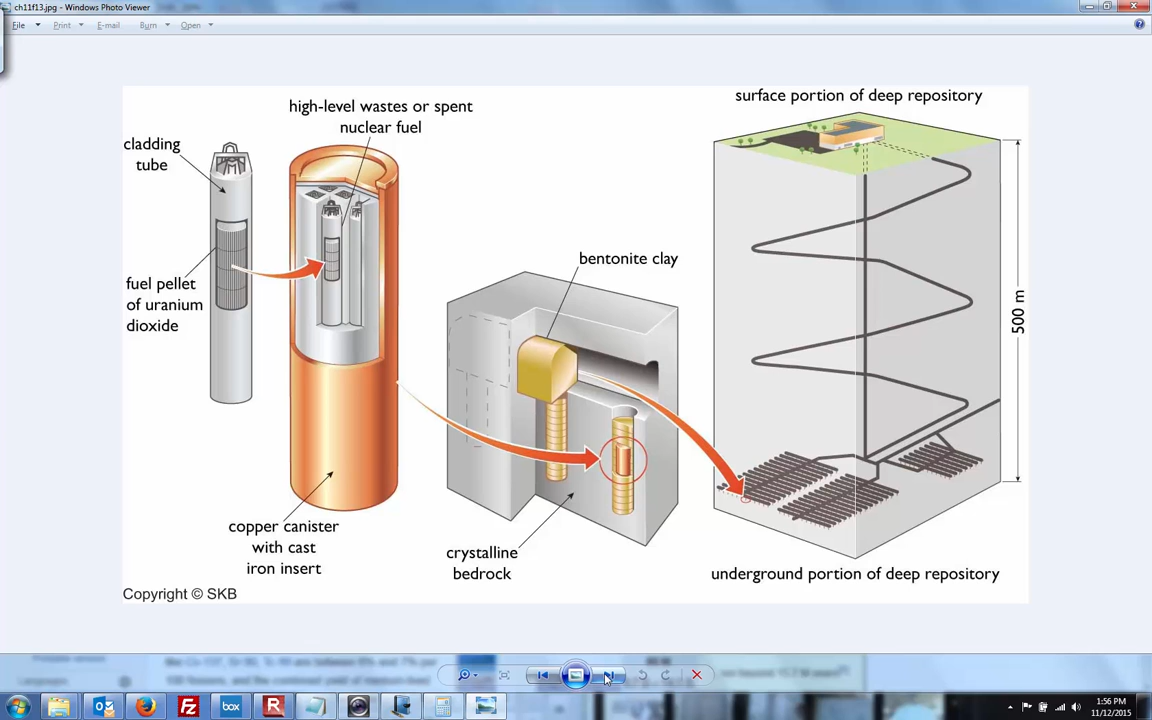 ch11f13.jpg - Windows Photo Viewer
File Print E-mail Burn Open
high-level wastes or spent
nuclear fuel
surface portion of deep repository
cladding
tube
bentonite clay
fuel pellet
of uranium
dioxide
500 m
copper canister
with cast
iron insert
crystalline
bedrock
underground portion of deep repository
Copyright © SKB
1:56 PM
11/12/2015